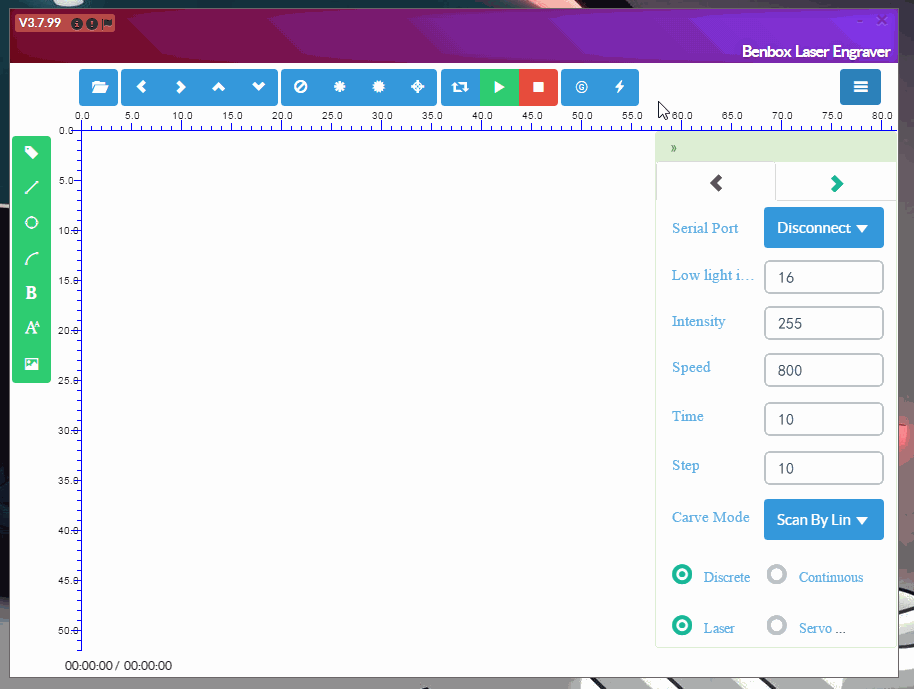 V3.7.99
Benbox Laser Engraver
0.0 5.0 10.0 15.0 20.0 25.0 30.0 35.0 40.0 45.0 50.0 55.0 60.0 65.0 70.0 75.0 80.0
0.0
5.0
10.0
15.0
20.0
25.0
30.0
35.0
40.0
45.0
50.0
B
AA
»
Serial Port Disconnect
Low light i... 16
Intensity 255
Speed 800
Time 10
Step 10
Carve Mode Scan By Lin
Discrete Continuous
Laser Servo ...
00:00:00 / 00:00:00